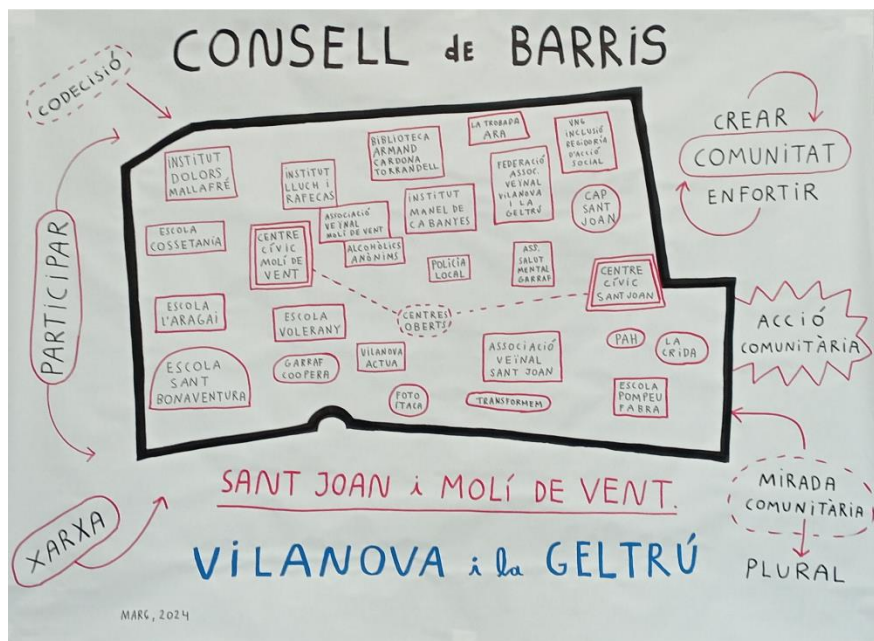 CONSELL de BARRIS
CODECISIÓ
PARTICIPAR
XARXA
INSTITUT
DOLORS
MALLAFRÉ
INSTITUT
LLUCH i
RAFECAS
BIBLIOTECA
ARMAND
CARDONA
TORRANDELL
LA TROBADA
ARA
VNG
INCLUSIÓ
REGIDORIA
D'ACCIÓ
SOCIAL
FEDERACIÓ
ASSOC.
VEÏNAL
VILANOVA
I LA
GELTRÚ
CAP
SANT
JOAN
INSTITUT
MANEL DE
CABANYES
ASSOCIACIÓ
VEÏNAL
MOLÍ DE VENT
ALCOHÒLICS
ANÒNIMS
ESCOLA
COSSETANIA
CENTRE
CÍVIC
MOLÍ DE
VENT
POLICIA
LOCAL
ASS.
SALUT
MENTAL
GARRAF
CENTRE
CÍVIC
SANT JOAN
CENTRES
OBERTS
ESCOLA
L'ARAGAI
ESCOLA
VOLERANY
ESCOLA
SANT
BONAVENTURA
GARRAF
COOPERA
VILANOVA
ACTUA
ASSOCIACIÓ
VEÏNAL
SANT JOAN
PAH
LA
CRIDA
FOTO
ÍTACA
TRANSFORMEM
ESCOLA
POMPEU
FABRA
CREAR
COMUNITAT
ENFORTIR
ACCIÓ
COMUNITÀRIA
MIRADA
COMUNITÀRIA
PLURAL
SANT JOAN i MOLÍ DE VENT.
VILANOVA i la GELTRÚ
MARÇ, 2024